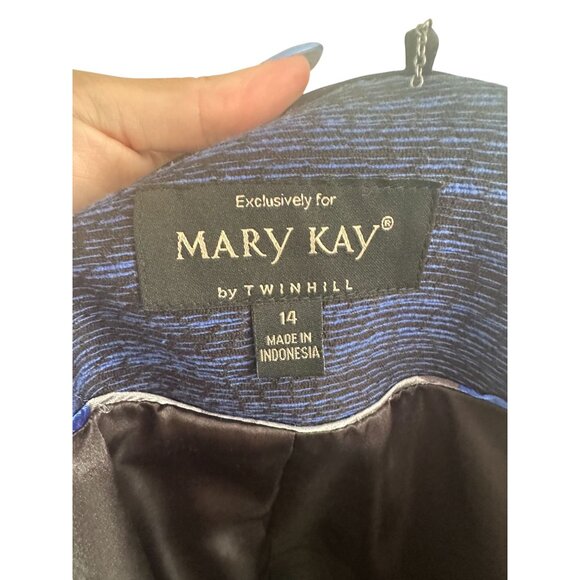 Exclusively for
MARY KAY®
by TWINHILL
14
MADE IN
INDONESIA